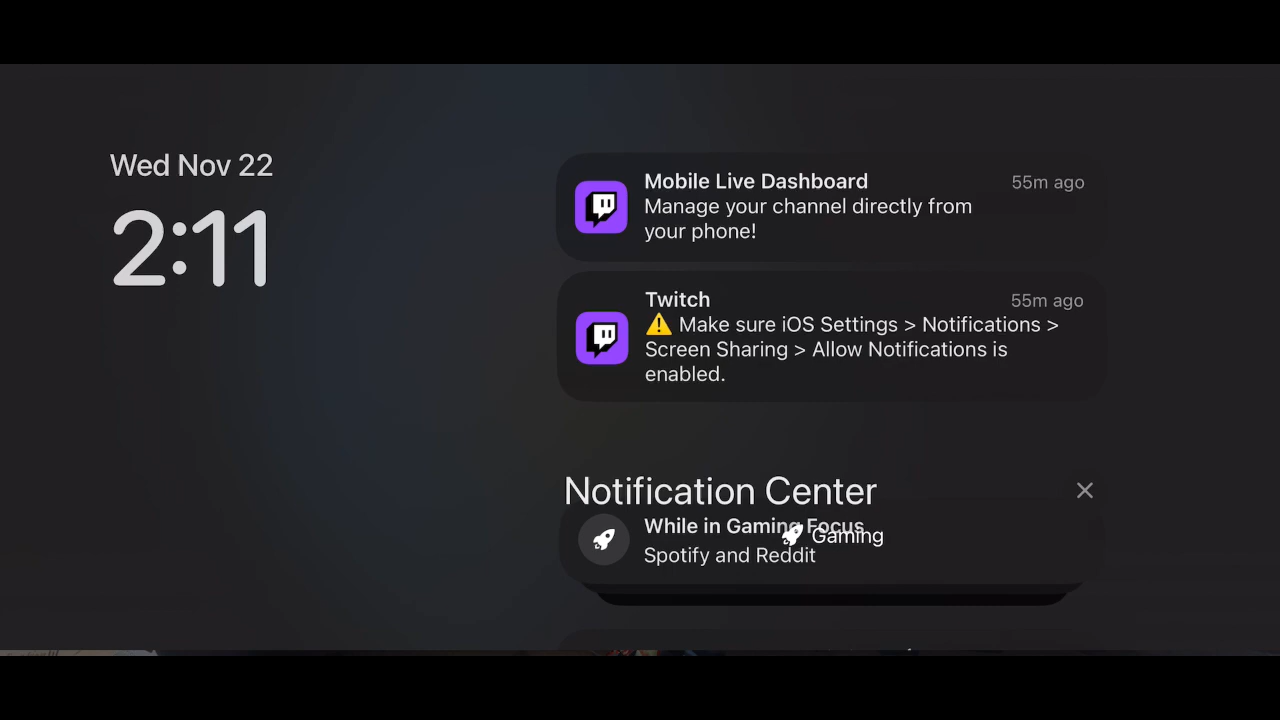 Wed Nov 22
2:11
Mobile Live Dashboard
55m ago
Manage your channel directly from
your phone!
Twitch
55m ago
⚠️ Make sure iOS Settings > Notifications >
Screen Sharing > Allow Notifications is
enabled.
Notification Center
While in Gaming Focus
Gaming
Spotify and Reddit